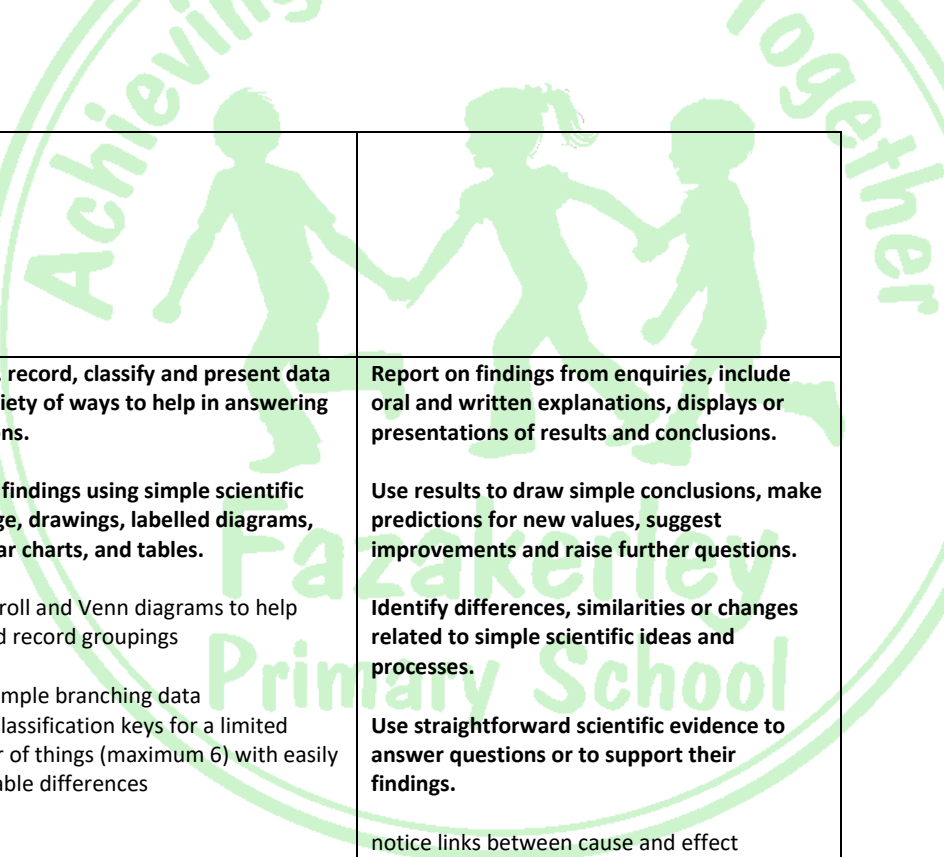 Achieving
Together
, record, classify and present data
riety of ways to help in answering
ons.
findings using simple scientific
ge, drawings, labelled diagrams,
ar charts, and tables.
roll and Venn diagrams to help
d record groupings
mple branching data
lassification keys for a limited
r of things (maximum 6) with easily
able differences
Report on findings from enquiries, include
oral and written explanations, displays or
presentations of results and conclusions.
Use results to draw simple conclusions, make
predictions for new values, suggest
improvements and raise further questions.
Identify differences, similarities or changes
related to simple scientific ideas and
processes.
Use straightforward scientific evidence to
answer questions or to support their
findings.
notice links between cause and effect
Fazakerley
Primary School